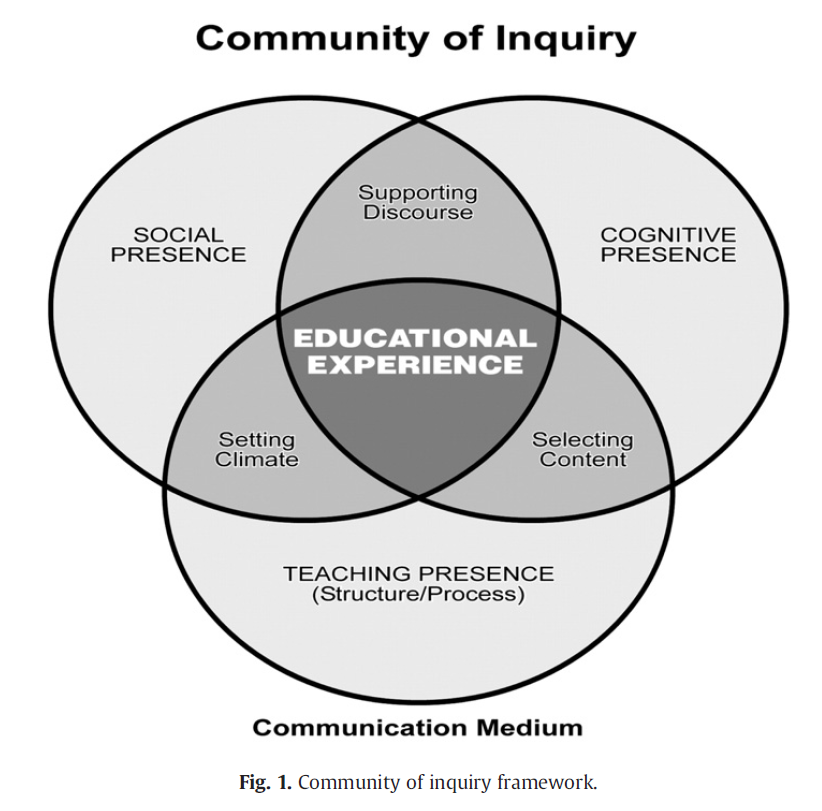 Community of Inquiry
Supporting
Discourse
SOCIAL
PRESENCE
COGNITIVE
PRESENCE
EDUCATIONAL
EXPERIENCE
Setting
Climate
Selecting
Content
TEACHING PRESENCE
(Structure/Process)
Communication Medium
Fig. 1. Community of inquiry framework.